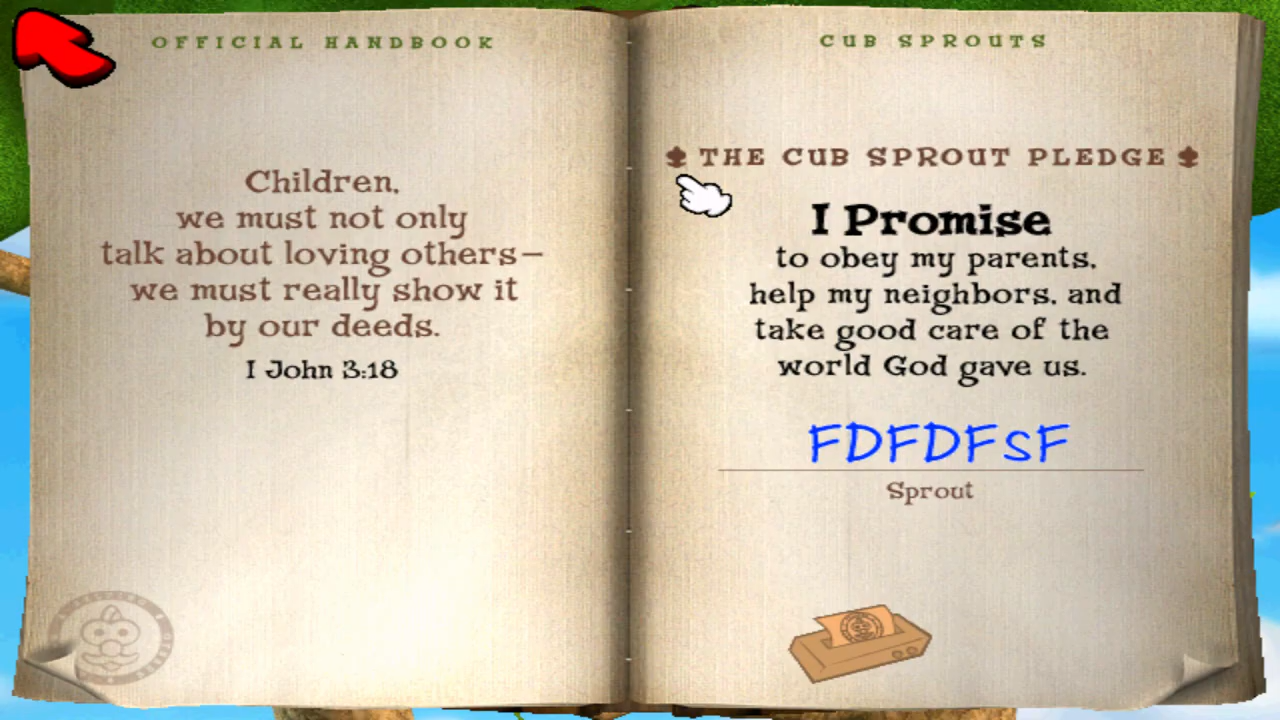 OFFICIAL HANDBOOK
Children,
we must not only
talk about loving others—
we must really show it
by our deeds.
I John 3:18
CUB SPROUTS
THE CUB SPROUT PLEDGE
I Promise
to obey my parents,
help my neighbors, and
take good care of the
world God gave us.
FDFDFSF
Sprout